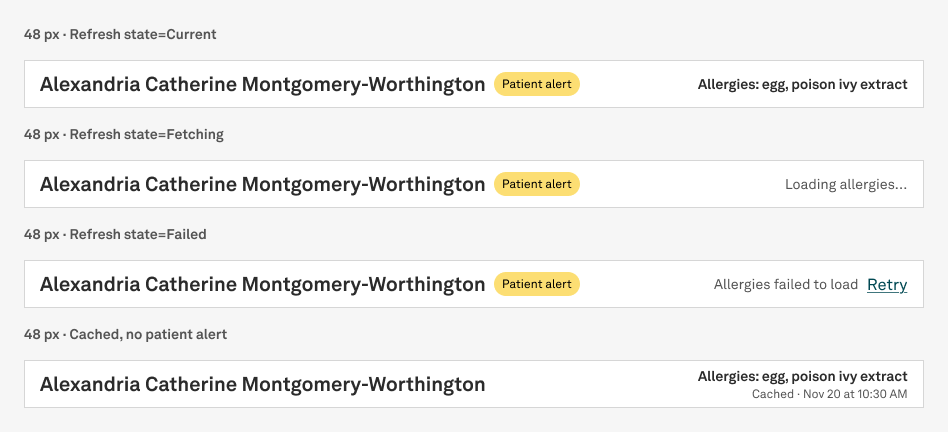 48 px · Refresh state=Current
Alexandria Catherine Montgomery-Worthington Patient alert Allergies: egg, poison ivy extract
48 px · Refresh state=Fetching
Alexandria Catherine Montgomery-Worthington Patient alert Loading allergies...
48 px · Refresh state=Failed
Alexandria Catherine Montgomery-Worthington Patient alert Allergies failed to load Retry
48 px · Cached, no patient alert
Alexandria Catherine Montgomery-Worthington Allergies: egg, poison ivy extract
Cached · Nov 20 at 10:30 AM